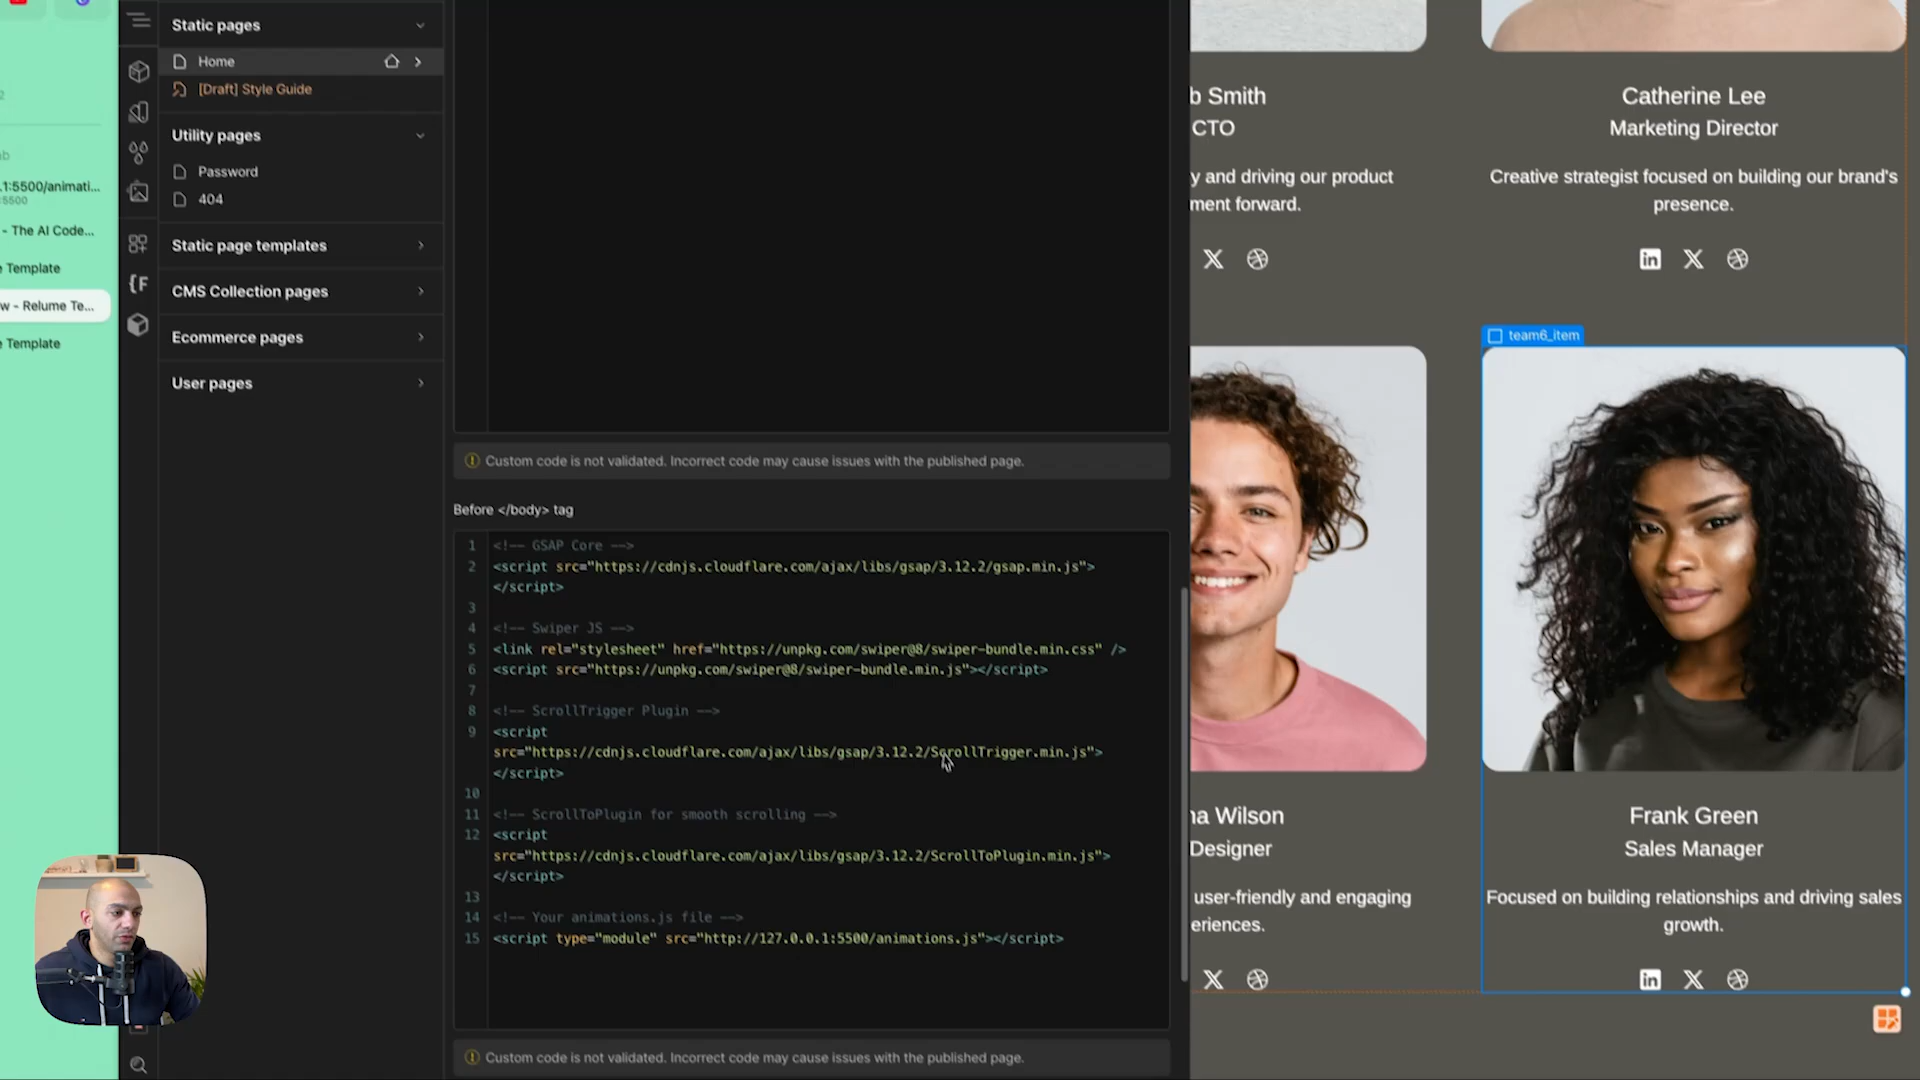 Static pages
Home
[Draft] Style Guide
Utility pages
Password
404
Static page templates
CMS Collection pages
Ecommerce pages
User pages
2
ab
.1:5500/animati...
:5500
- The AI Code...
e Template
w - Relume Te...
e Template
{F
Custom code is not validated. Incorrect code may cause issues with the published page.
Before </body> tag
1 <!-- GSAP Core -->
2 <script src="https://cdnjs.cloudflare.com/ajax/libs/gsap/3.12.2/gsap.min.js">
</script>
3
4 <!-- Swiper JS -->
5 <link rel="stylesheet" href="https://unpkg.com/swiper@8/swiper-bundle.min.css" />
6 <script src="https://unpkg.com/swiper@8/swiper-bundle.min.js"></script>
7
8 <!-- ScrollTrigger Plugin -->
9 <script
src="https://cdnjs.cloudflare.com/ajax/libs/gsap/3.12.2/ScrollTrigger.min.js">
</script>
10
11 <!-- ScrollToPlugin for smooth scrolling -->
12 <script
src="https://cdnjs.cloudflare.com/ajax/libs/gsap/3.12.2/ScrollToPlugin.min.js">
</script>
13
14 <!-- Your animations.js file -->
15 <script type="module" src="http://127.0.0.1:5500/animations.js"></script>
Custom code is not validated. Incorrect code may cause issues with the published page.
b Smith
CTO
y and driving our product
ment forward.
Catherine Lee
Marketing Director
Creative strategist focused on building our brand's
presence.
team6_item
na Wilson
Designer
user-friendly and engaging
eriences.
Frank Green
Sales Manager
Focused on building relationships and driving sales
growth.